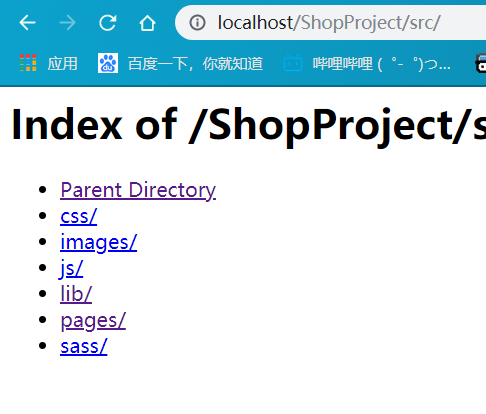 localhost/ShopProject/src/
应用 百度一下，你就知道 哔哩哔哩 ( ゜- ゜)つ...
Index of /ShopProject/s
Parent Directory
css/
images/
js/
lib/
pages/
sass/